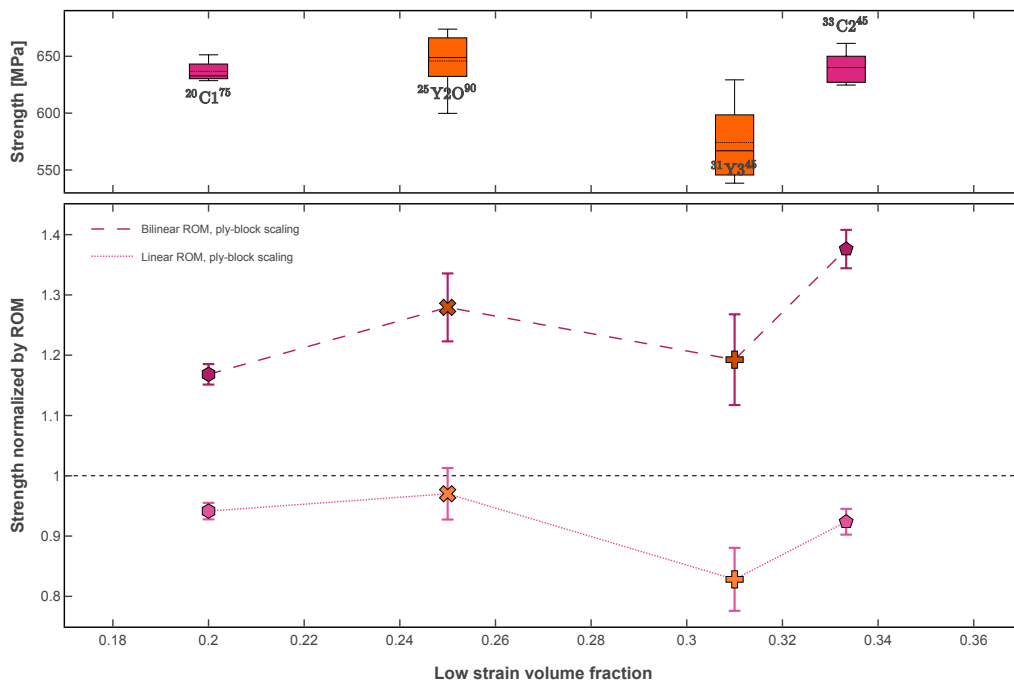 Strength [MPa]
650
600
550
²⁰C1⁷⁵
²⁵Y2O⁹⁰
³¹Y3⁴⁵
³³C2⁴⁵
Strength normalized by ROM
1.4
1.3
1.2
1.1
1
0.9
0.8
Bilinear ROM, ply-block scaling
Linear ROM, ply-block scaling
0.18 0.2 0.22 0.24 0.26 0.28 0.3 0.32 0.34 0.36
Low strain volume fraction